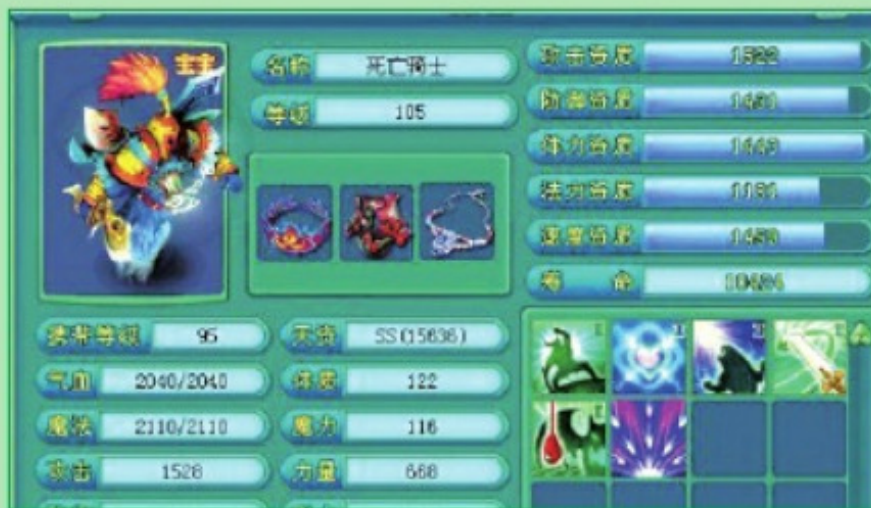 宝宝
名称 死亡骑士
等级 105
攻击资质 1522
防御资质 1431
体力资质
法力资质
速度资质
寿命 10424
携带等级 95
天资 SS(15636)
气血 2040/2040
体质 122
魔法 2110/2110
魔力 116
攻击 1528
力量 668